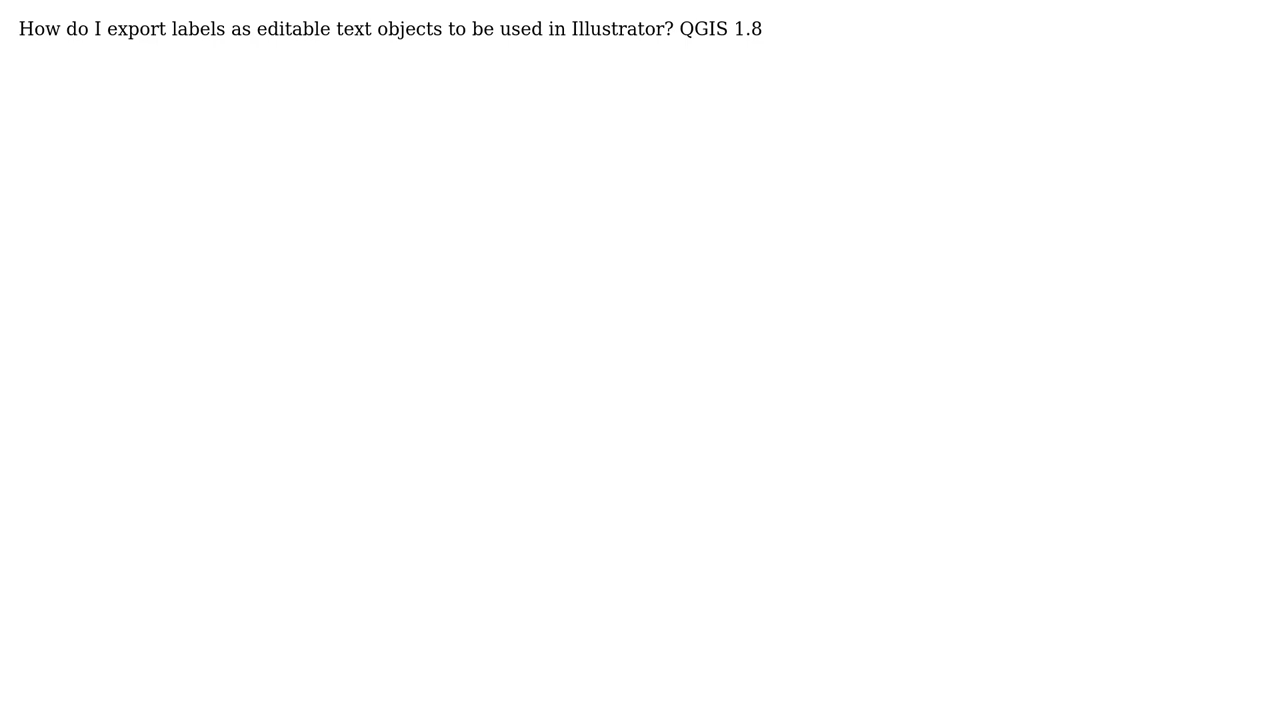 How do I export labels as editable text objects to be used in Illustrator? QGIS 1.8